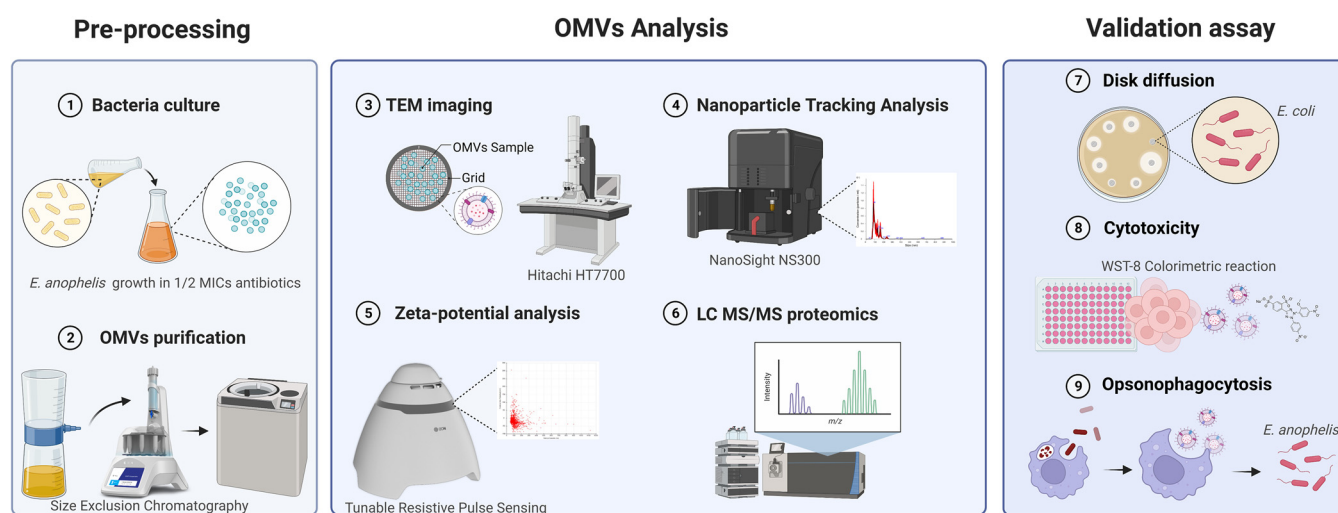 Pre-processing
OMVs Analysis
Validation assay
1 Bacteria culture
E. anophelis growth in 1/2 MICs antibiotics
2 OMVs purification
Size Exclusion Chromatography
3 TEM imaging
OMVs Sample
Grid
Hitachi HT7700
4 Nanoparticle Tracking Analysis
NanoSight NS300
5 Zeta-potential analysis
Tunable Resistive Pulse Sensing
6 LC MS/MS proteomics
Intensity
m/z
7 Disk diffusion
E. coli
8 Cytotoxicity
WST-8 Colorimetric reaction
9 Opsonophagocytosis
E. anophelis